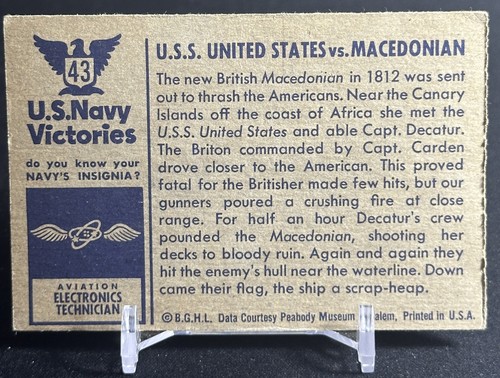 43
U.S.Navy
Victories
do you know your
NAVY'S INSIGNIA?
AVIATION
ELECTRONICS
TECHNICIAN
U.S.S. UNITED STATES vs. MACEDONIAN
The new British Macedonian in 1812 was sent
out to thrash the Americans. Near the Canary
Islands off the coast of Africa she met the
U.S.S. United States and able Capt. Decatur.
The Briton commanded by Capt. Carden
drove closer to the American. This proved
fatal for the Britisher made few hits, but our
gunners poured a crushing fire at close
range. For half an hour Decatur's crew
pounded the Macedonian, shooting her
decks to bloody ruin. Again and again they
hit the enemy's hull near the waterline. Down
came their flag, the ship a scrap-heap.
© B.G.H.L. Data Courtesy Peabody Museum alem, Printed in U.S.A.